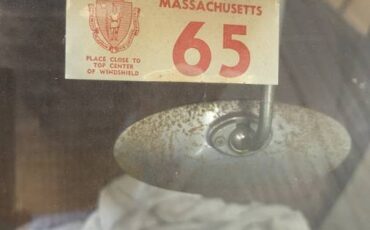 MASSACHUSETTS
65
PLACE CLOSE TO
TOP CENTER
OF WINDSHIELD